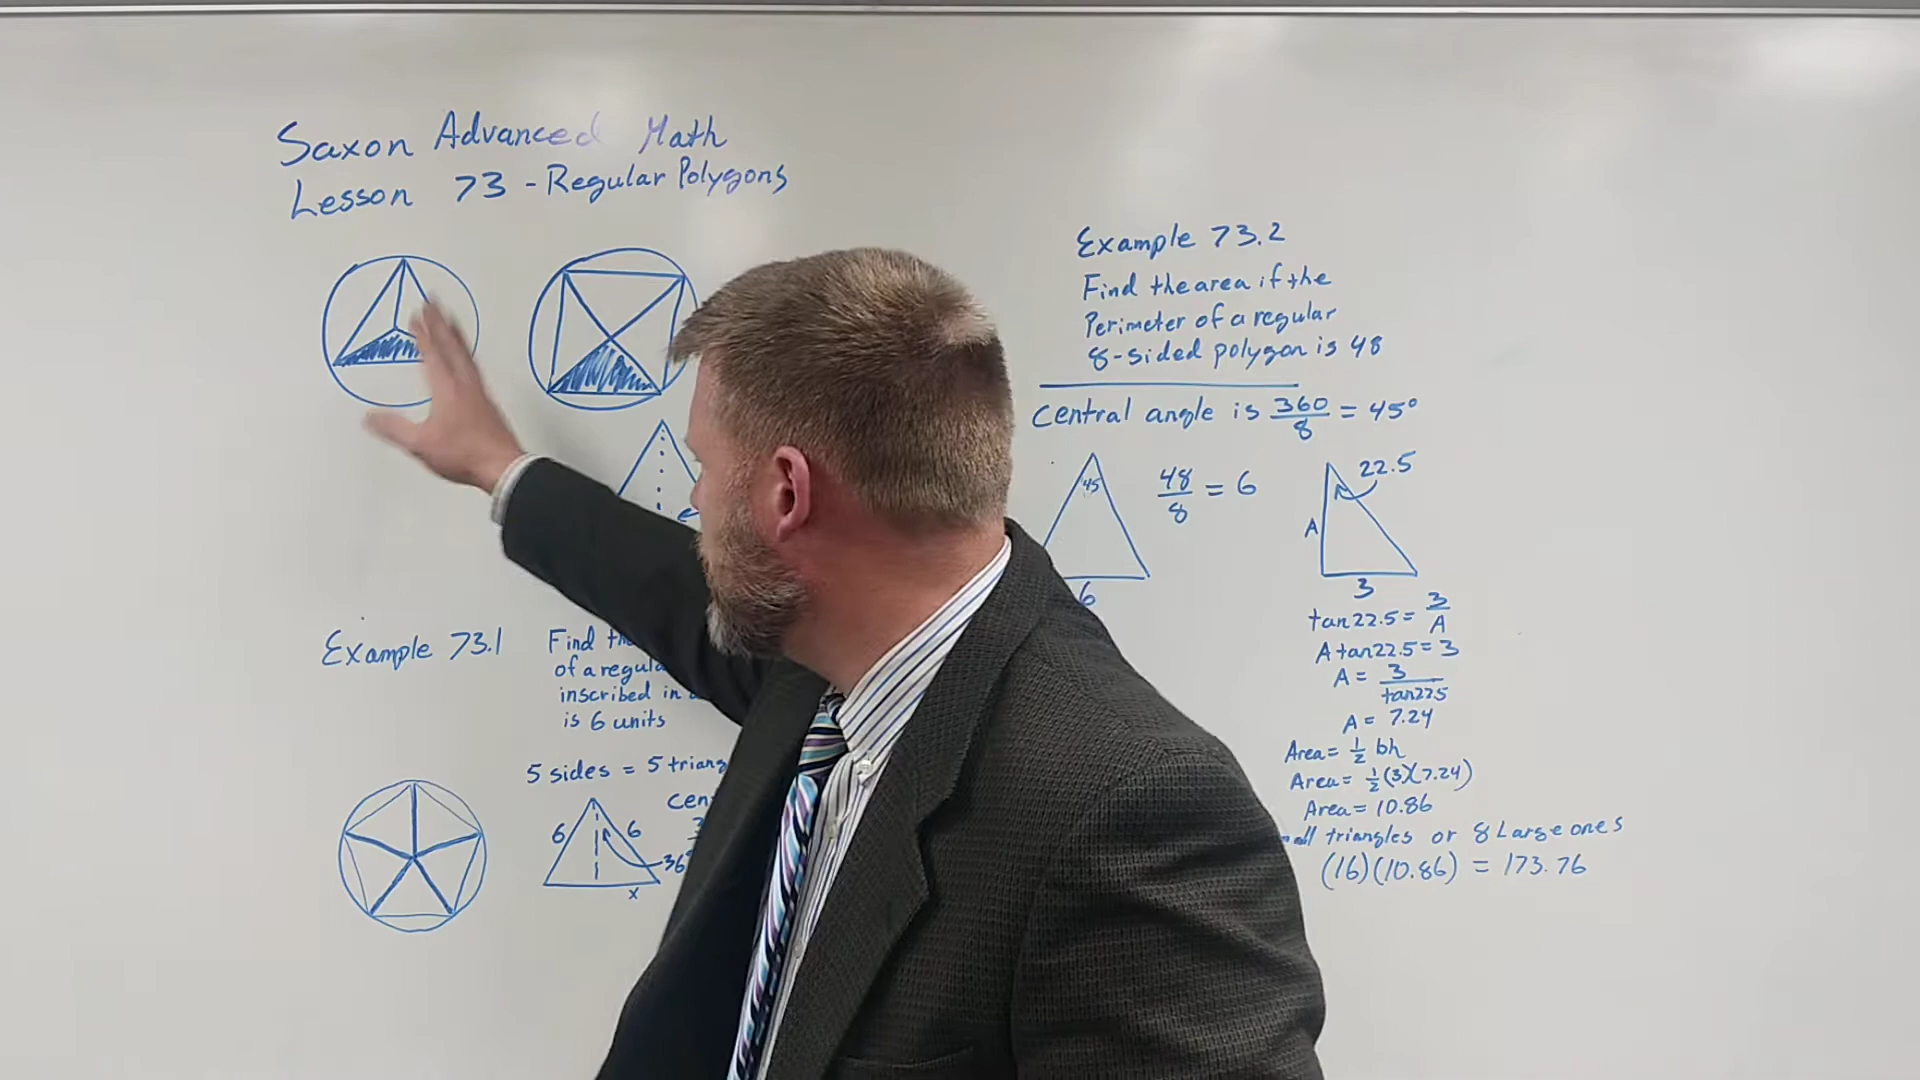 Saxon Advanced Math
Lesson 73 - Regular Polygons
Example 73.1
Find
of a
inscribed in
is 6 units
5 sides = 5
6
6
36
x
Example 73.2
Find the area if the
Perimeter of a regular
8-sided polygon is 48
Central angle is 360/8 = 45°
45
6
48/8 = 6
22.5
A
3
tan22.5 = 3/A
A tan22.5 = 3
A = 3/tan22.5
A = 7.24
Area = 1/2 bh
Area = 1/2 (3)(7.24)
Area = 10.86
triangles or 8 Large ones
(16)(10.86) = 173.76